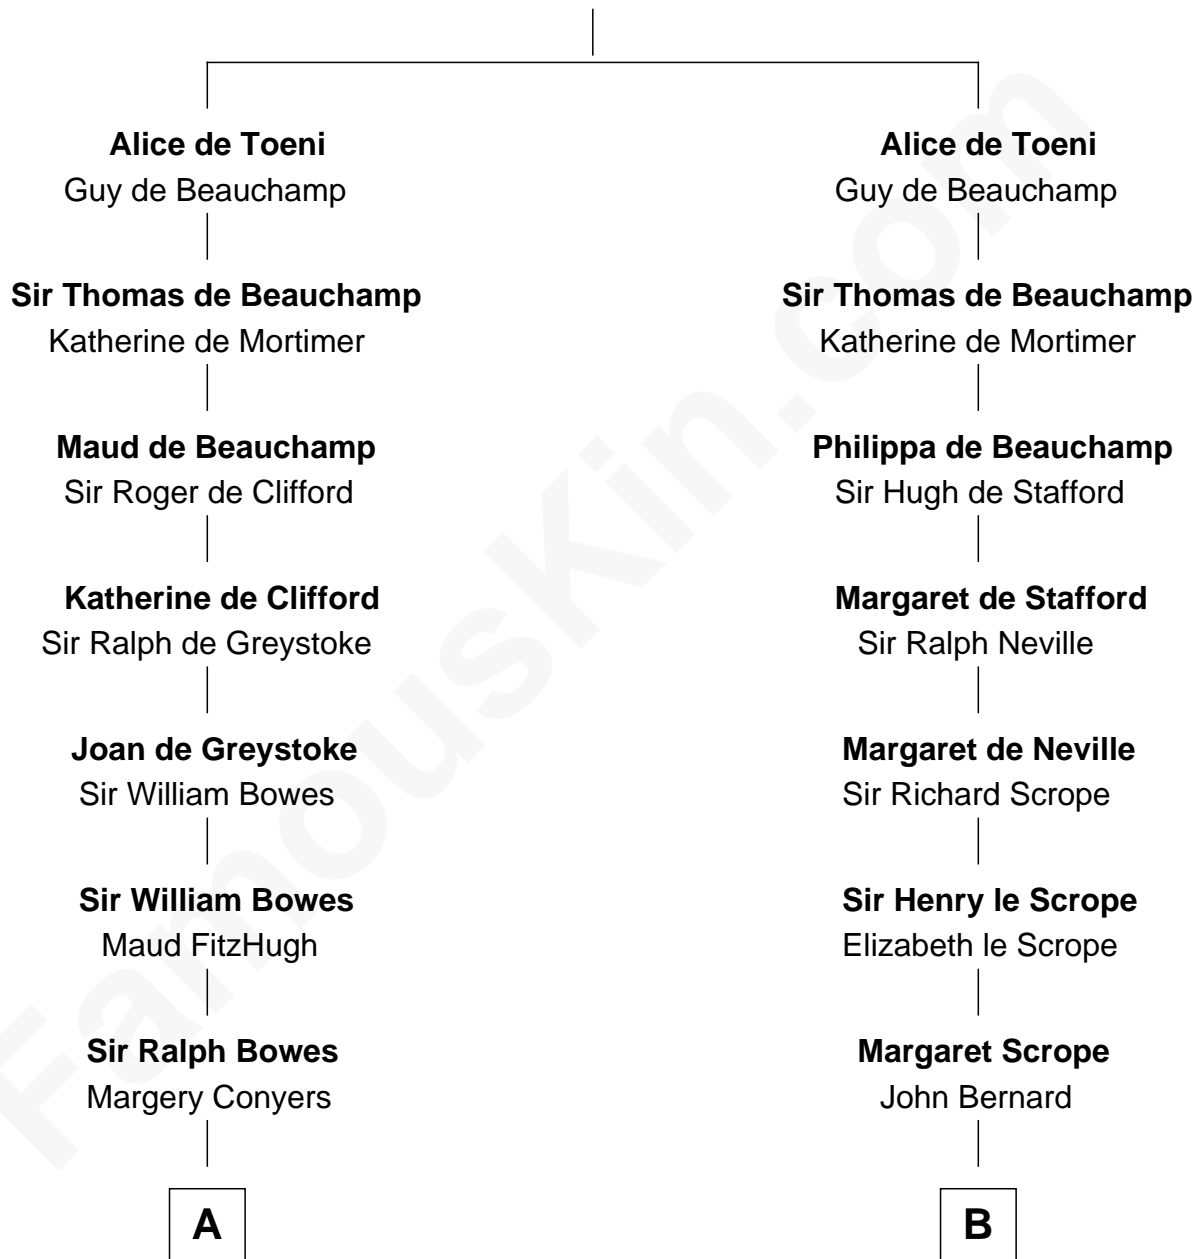 Alice de Toeni
Guy de Beauchamp
Sir Thomas de Beauchamp
Katherine de Mortimer
Maud de Beauchamp
Sir Roger de Clifford
Katherine de Clifford
Sir Ralph de Greystoke
Joan de Greystoke
Sir William Bowes
Sir William Bowes
Maud FitzHugh
Sir Ralph Bowes
Margery Conyers
A
Alice de Toeni
Guy de Beauchamp
Sir Thomas de Beauchamp
Katherine de Mortimer
Philippa de Beauchamp
Sir Hugh de Stafford
Margaret de Stafford
Sir Ralph Neville
Margaret de Neville
Sir Richard Scrope
Sir Henry le Scrope
Elizabeth le Scrope
Margaret Scrope
John Bernard
B
FamousKin.com